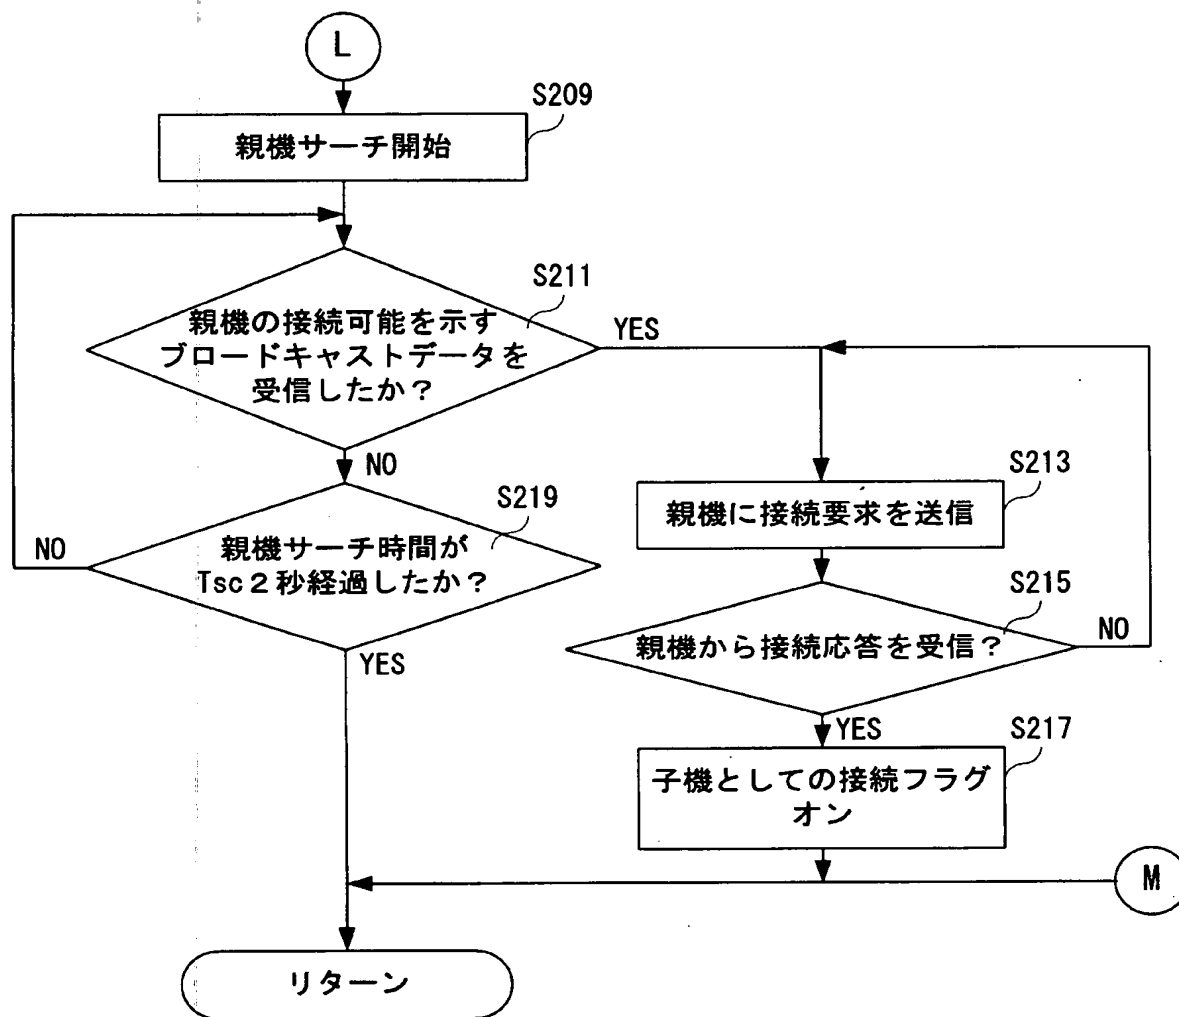 L
S209
親機サーチ開始
S211
親機の接続可能を示す
ブロードキャストデータを
受信したか？
YES
NO
S219
親機サーチ時間が
Tsc２秒経過したか？
NO
YES
S213
親機に接続要求を送信
S215
親機から接続応答を受信？
NO
YES
S217
子機としての接続フラグ
オン
M
リターン